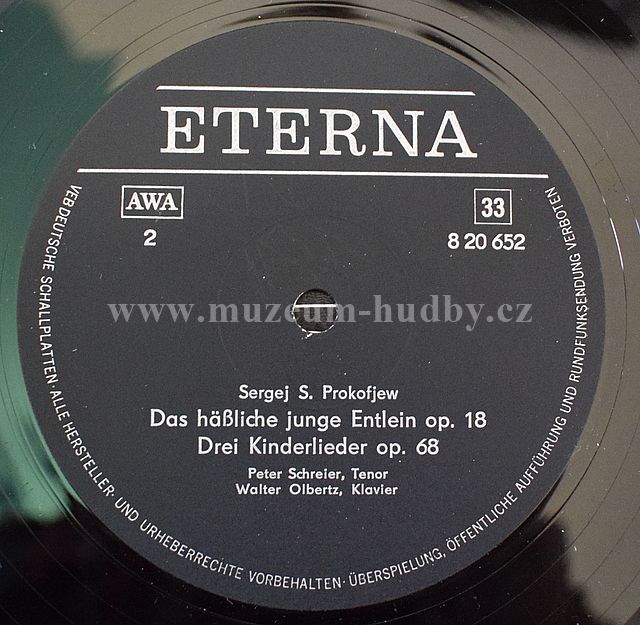 ETERNA
AWA
33
2
8 20 652
www.muzeum-hudby.cz
Sergej S. Prokofjew
Das häßliche junge Entlein op. 18
Drei Kinderlieder op. 68
Peter Schreier, Tenor
Walter Olbertz, Klavier
VEB DEUTSCHE SCHALLPLATTEN · ALLE HERSTELLER- UND URHEBERRECHTE VORBEHALTEN · ÜBERSPIELUNG, ÖFFENTLICHE AUFFÜHRUNG UND RUNDFUNKSENDUNG VERBOTEN